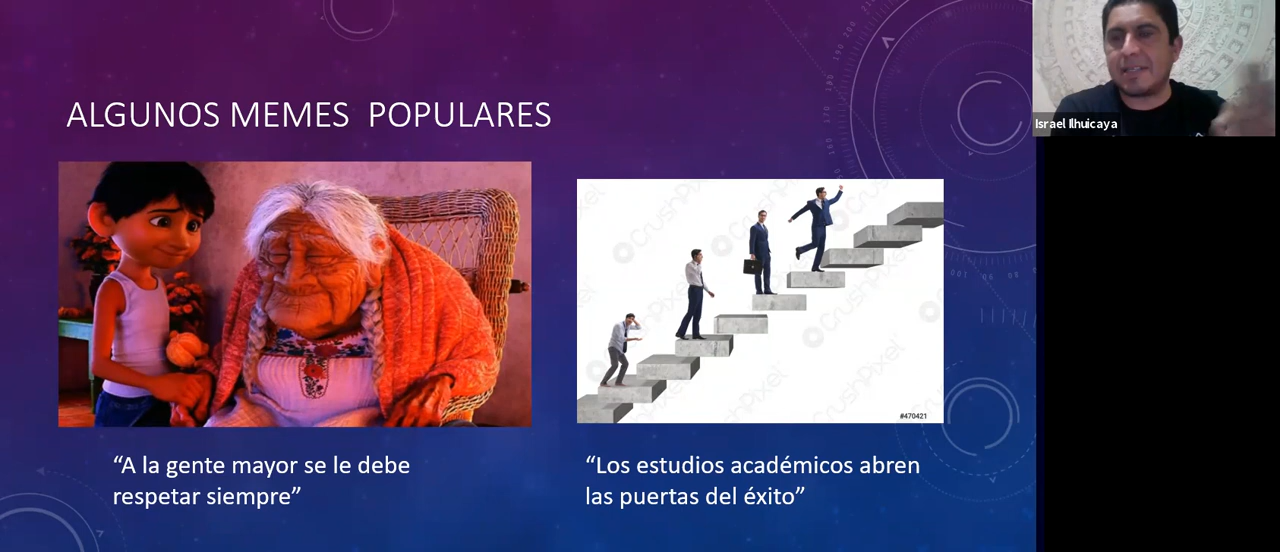 ALGUNOS MEMES POPULARES
Israel Ilhuicaya
CrushPixel
#470421
“A la gente mayor se le debe
respetar siempre”
“Los estudios académicos abren
las puertas del éxito”